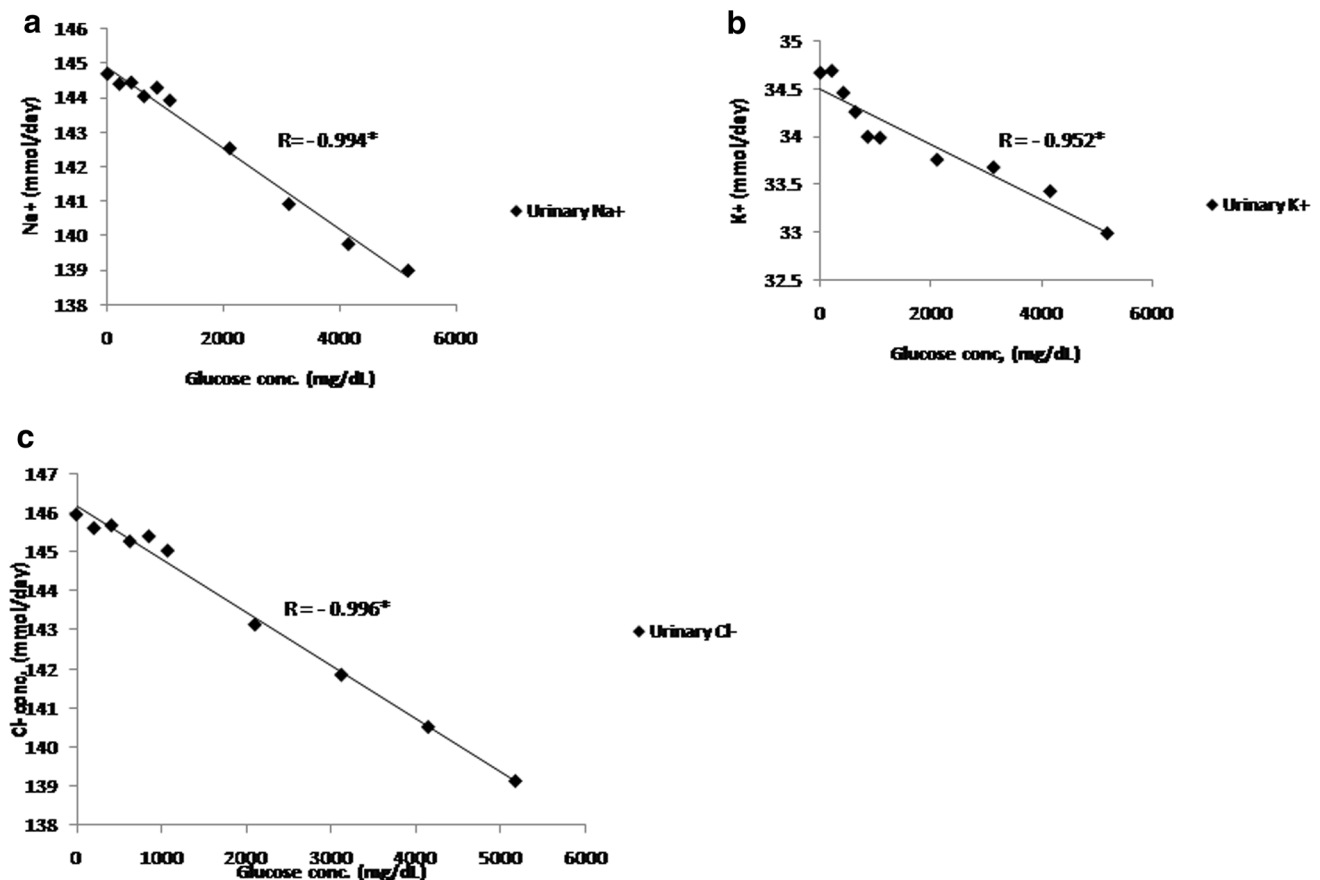 a
146
145
144
143
142
141
140
139
138
Na+ (mmol/day)
R= - 0.994*
Urinary Na+
0 2000 4000 6000
Glucose conc. (mg/dL)
b
35
34.5
34
33.5
33
32.5
K+ (mmol/day)
R= - 0.952*
Urinary K+
0 2000 4000 6000
Glucose conc, (mg/dL)
c
147
146
145
144
143
142
141
140
139
138
Cl- conc, (mmol/day)
R= - 0.996*
Urinary Cl-
0 1000 2000 3000 4000 5000 6000
Glucose conc. (mg/dL)